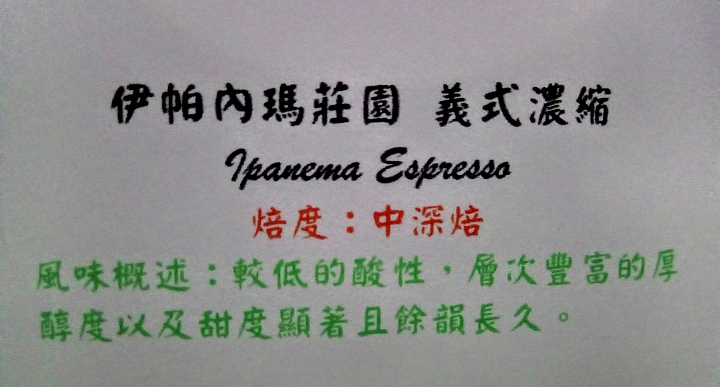 伊帕內瑪莊園 義式濃縮
Ipanema Espresso
焙度：中深焙
風味概述：較低的酸性，層次豐富的厚
醇度以及甜度顯著且餘韻長久。